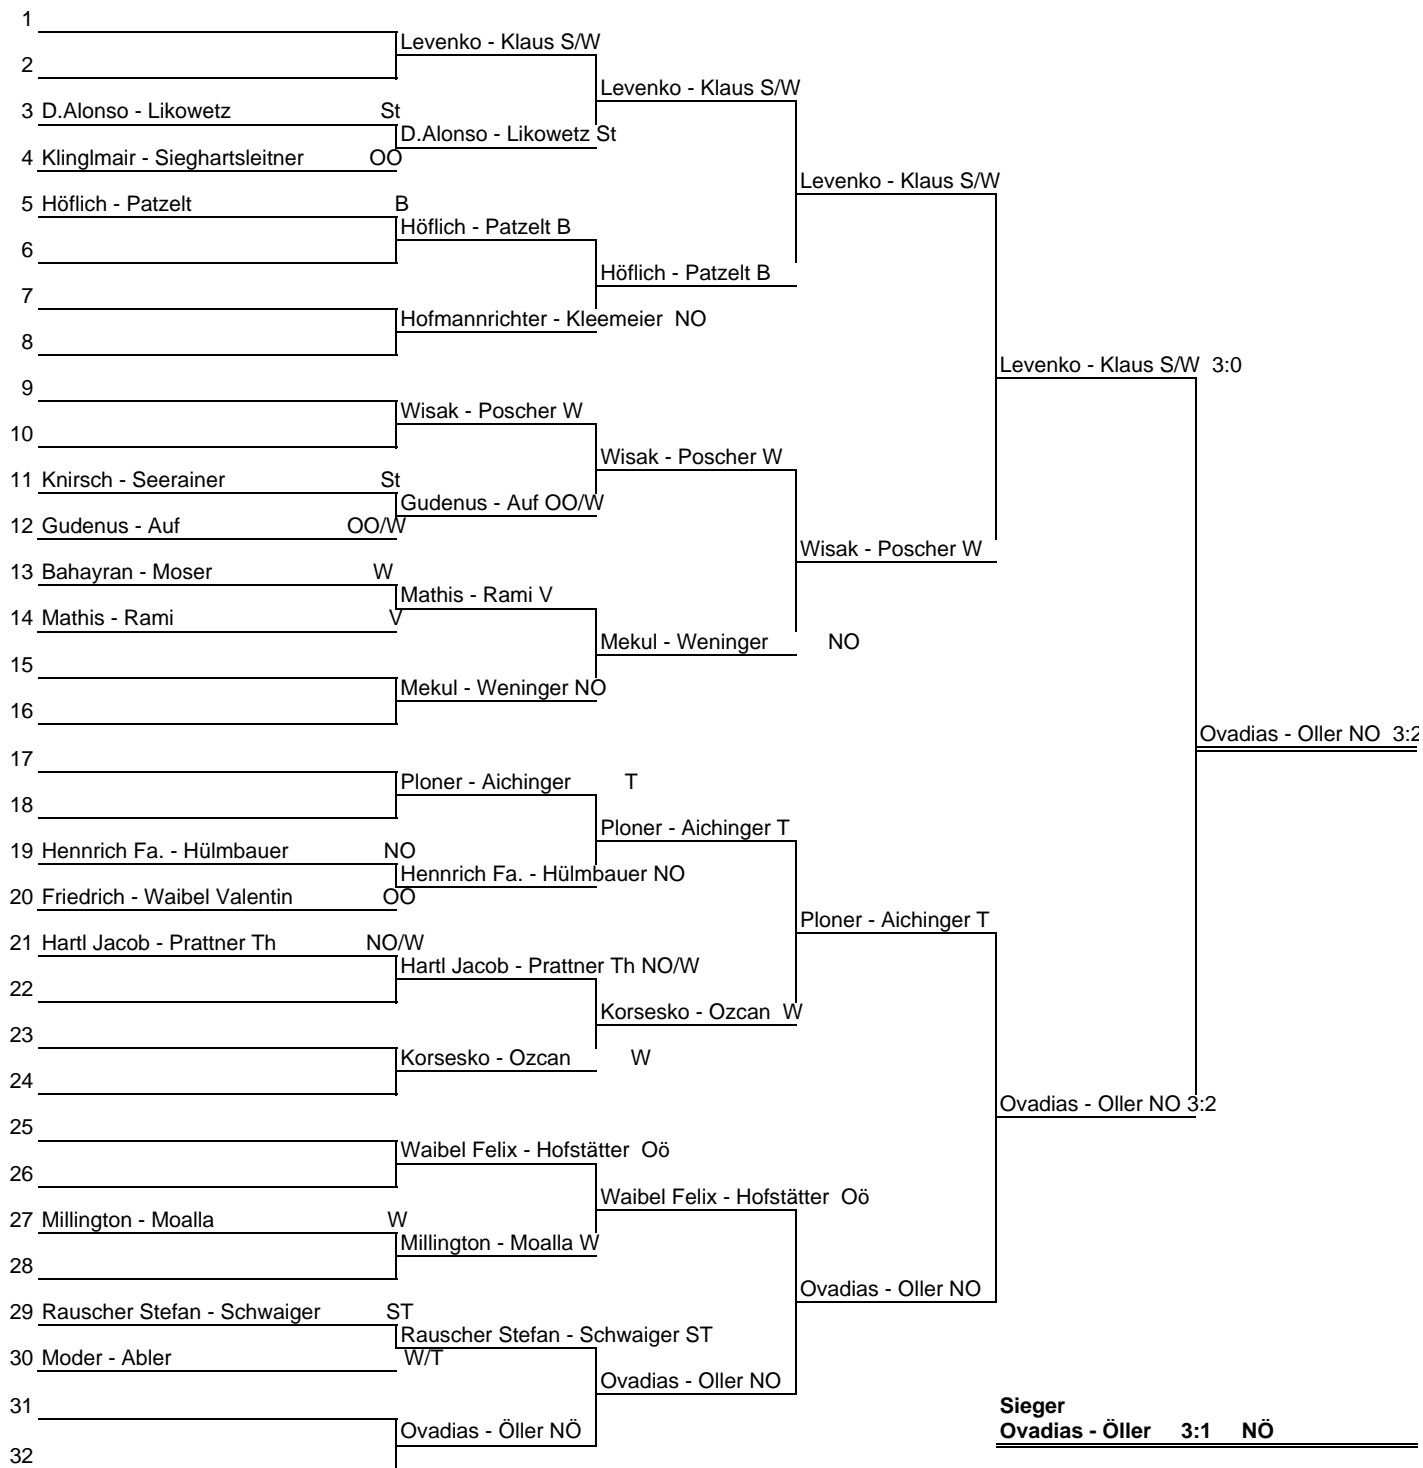 1
Levenko - Klaus S/W
2
Levenko - Klaus S/W
3 D.Alonso - Likowetz St
D.Alonso - Likowetz St
4 Klinglmair - Sieghartsleitner OO
Levenko - Klaus S/W
5 Höflich - Patzelt B
Höflich - Patzelt B
6
Höflich - Patzelt B
7
Hofmannrichter - Kleemeier NO
8
Levenko - Klaus S/W 3:0
9
Wisak - Poscher W
10
Wisak - Poscher W
11 Knirsch - Seerainer St
Gudenus - Auf OO/W
12 Gudenus - Auf OO/W
Wisak - Poscher W
13 Bahayran - Moser W
Mathis - Rami V
14 Mathis - Rami V
Mekul - Weninger NO
15
Mekul - Weninger NO
16
Ovadias - Oller NO 3:2
17
Ploner - Aichinger T
18
Ploner - Aichinger T
19 Hennrich Fa. - Hülmbauer NO
Hennrich Fa. - Hülmbauer NO
20 Friedrich - Waibel Valentin OO
Ploner - Aichinger T
21 Hartl Jacob - Prattner Th NO/W
Hartl Jacob - Prattner Th NO/W
22
Korsesko - Ozcan W
23
Korsesko - Ozcan W
24
Ovadias - Oller NO 3:2
25
Waibel Felix - Hofstätter Oö
26
Waibel Felix - Hofstätter Oö
27 Millington - Moalla W
Millington - Moalla W
28
Ovadias - Oller NO
29 Rauscher Stefan - Schwaiger ST
Rauscher Stefan - Schwaiger ST
30 Moder - Abler W/T
Ovadias - Oller NO
31
Ovadias - Öller NÖ
32
Sieger
Ovadias - Öller 3:1 NÖ